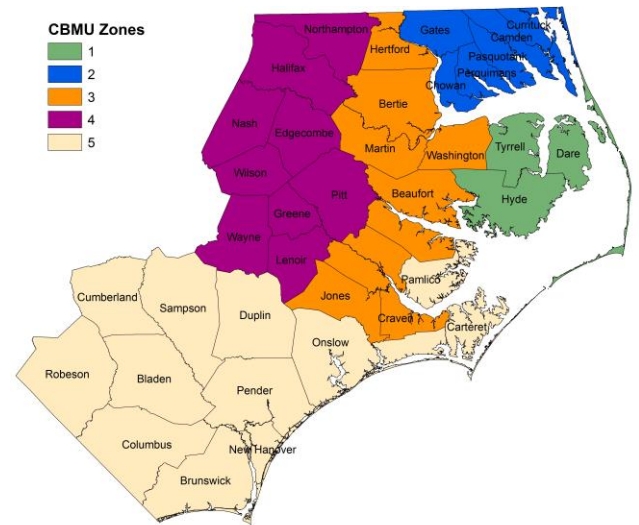 CBMU Zones
1
2
3
4
5
Northampton
Hertford
Gates
Currituck
Camden
Pasquotank
Perquimans
Chowan
Halifax
Bertie
Nash
Edgecombe
Martin
Washington
Tyrrell
Dare
Wilson
Pitt
Beaufort
Hyde
Greene
Wayne
Lenoir
Pamlico
Jones
Craven
Carteret
Cumberland
Sampson
Duplin
Onslow
Robeson
Bladen
Pender
Columbus
New Hanover
Brunswick